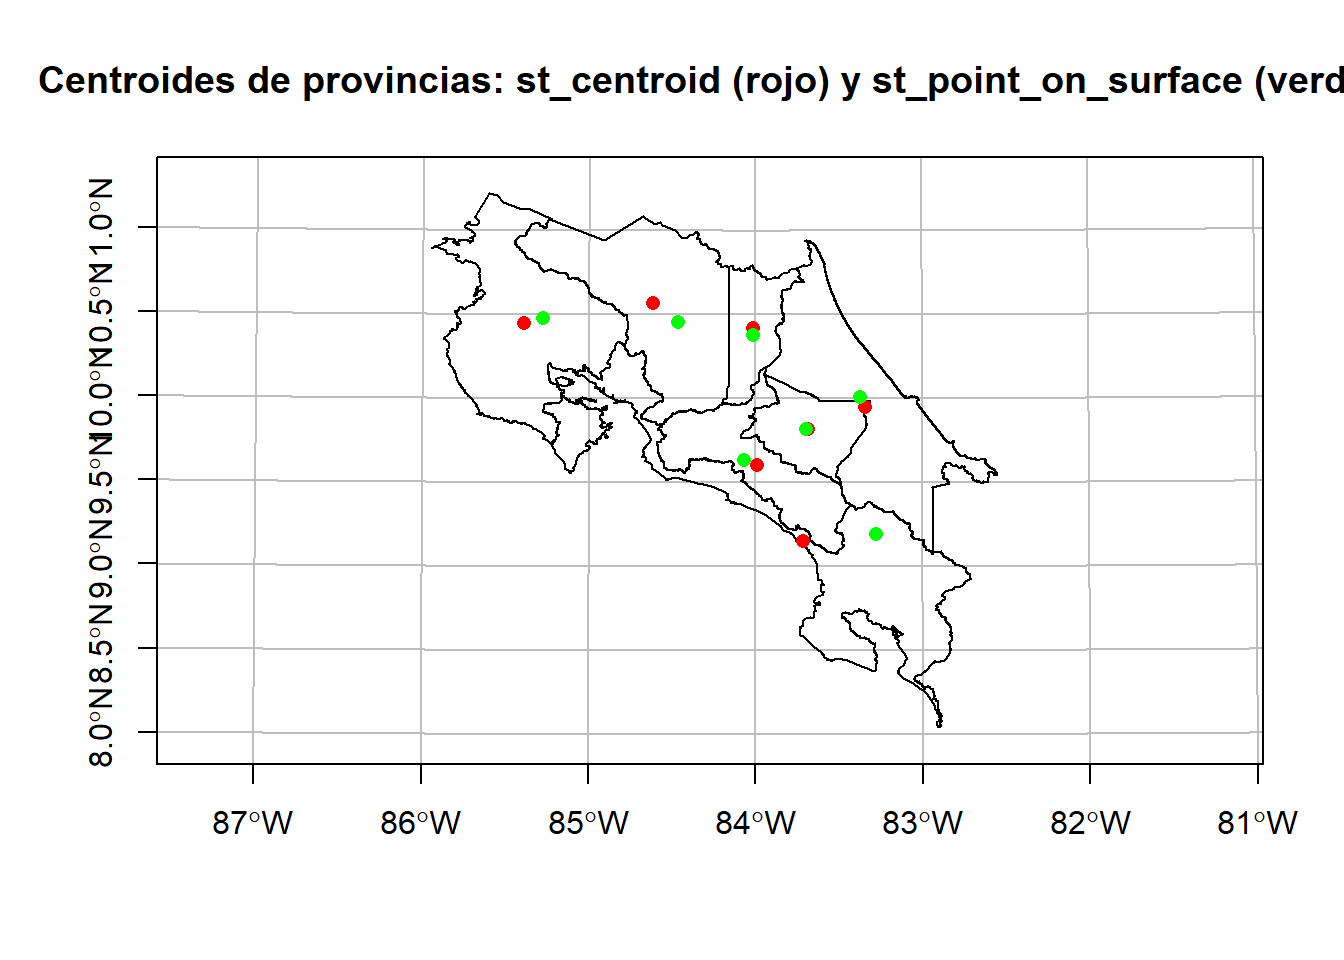 Centroides de provincias: st_centroid (rojo) y st_point_on_surface (verd
11.0°N
10.5°N
10.0°N
9.5°N
9.0°N
8.5°N
8.0°N
87°W 86°W 85°W 84°W 83°W 82°W 81°W